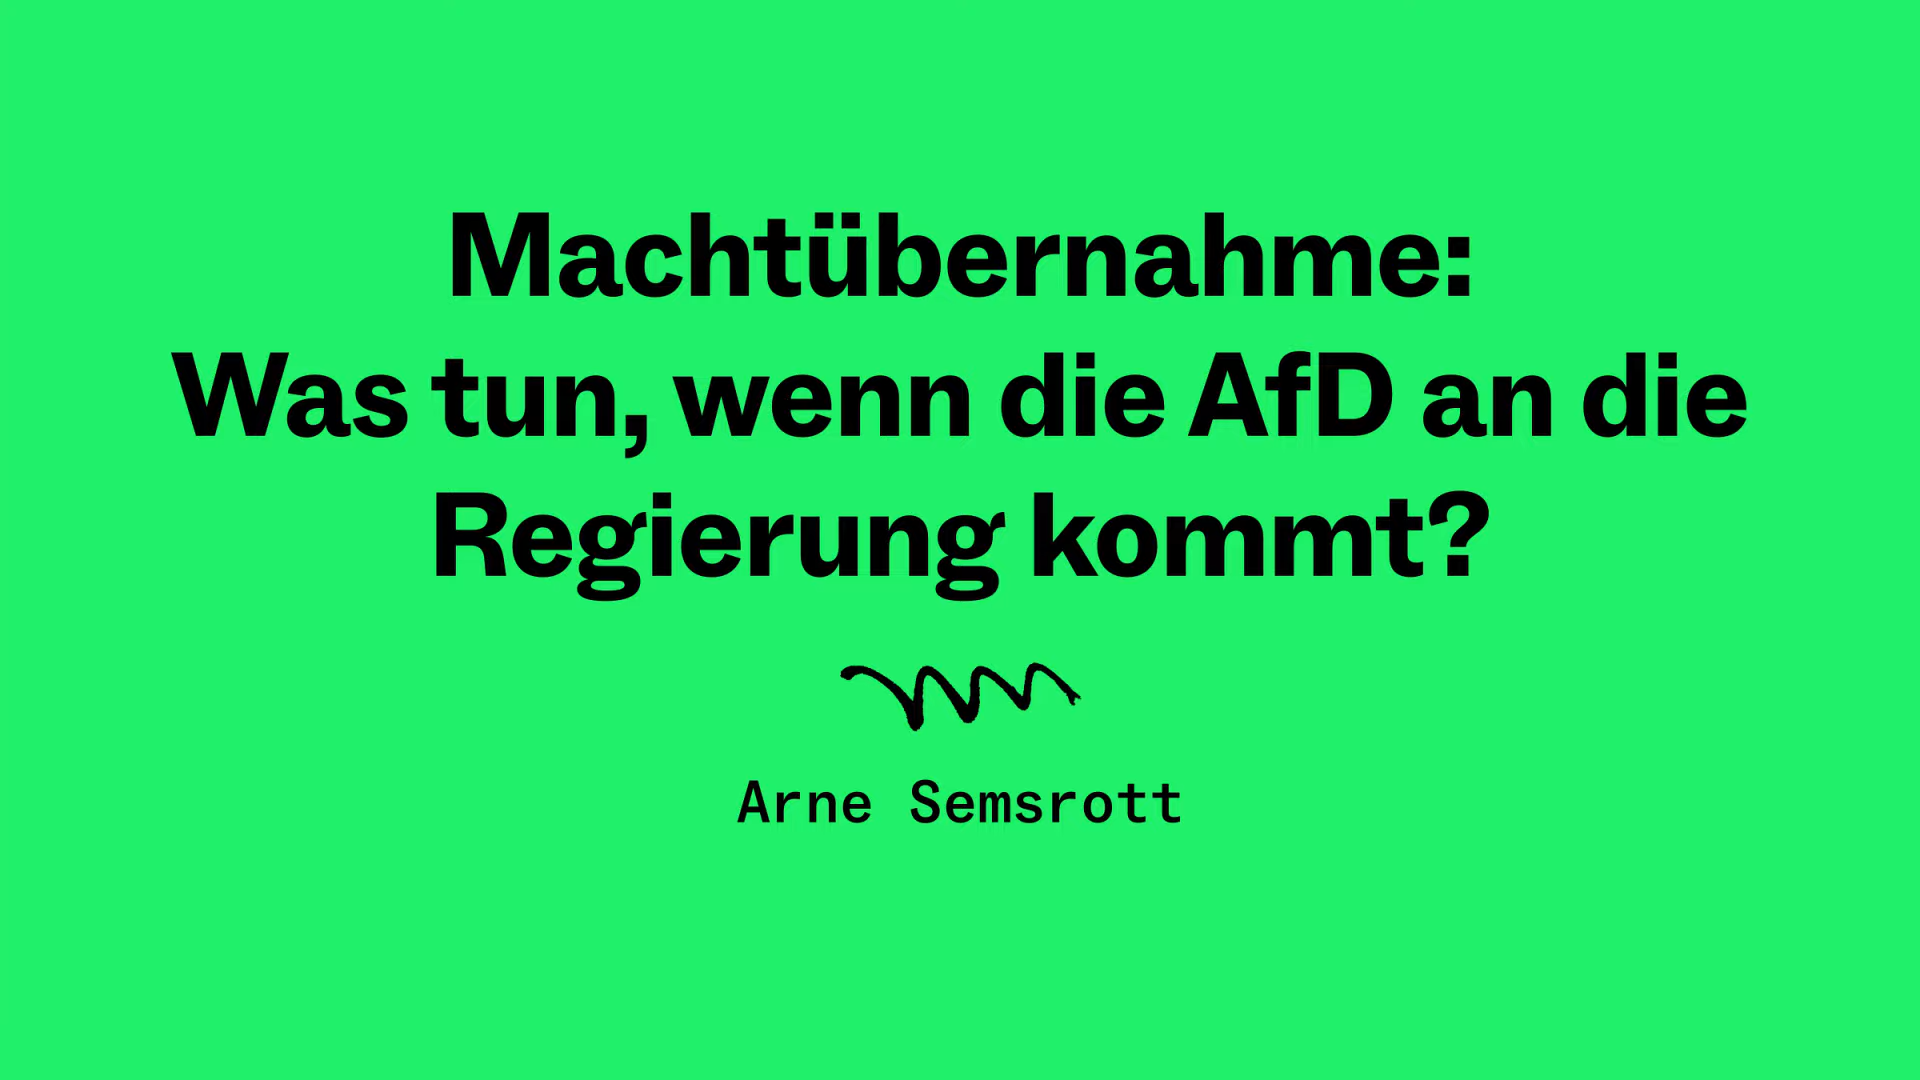 Machtübernahme:
Was tun, wenn die AfD an die
Regierung kommt?
Arne Semsrott